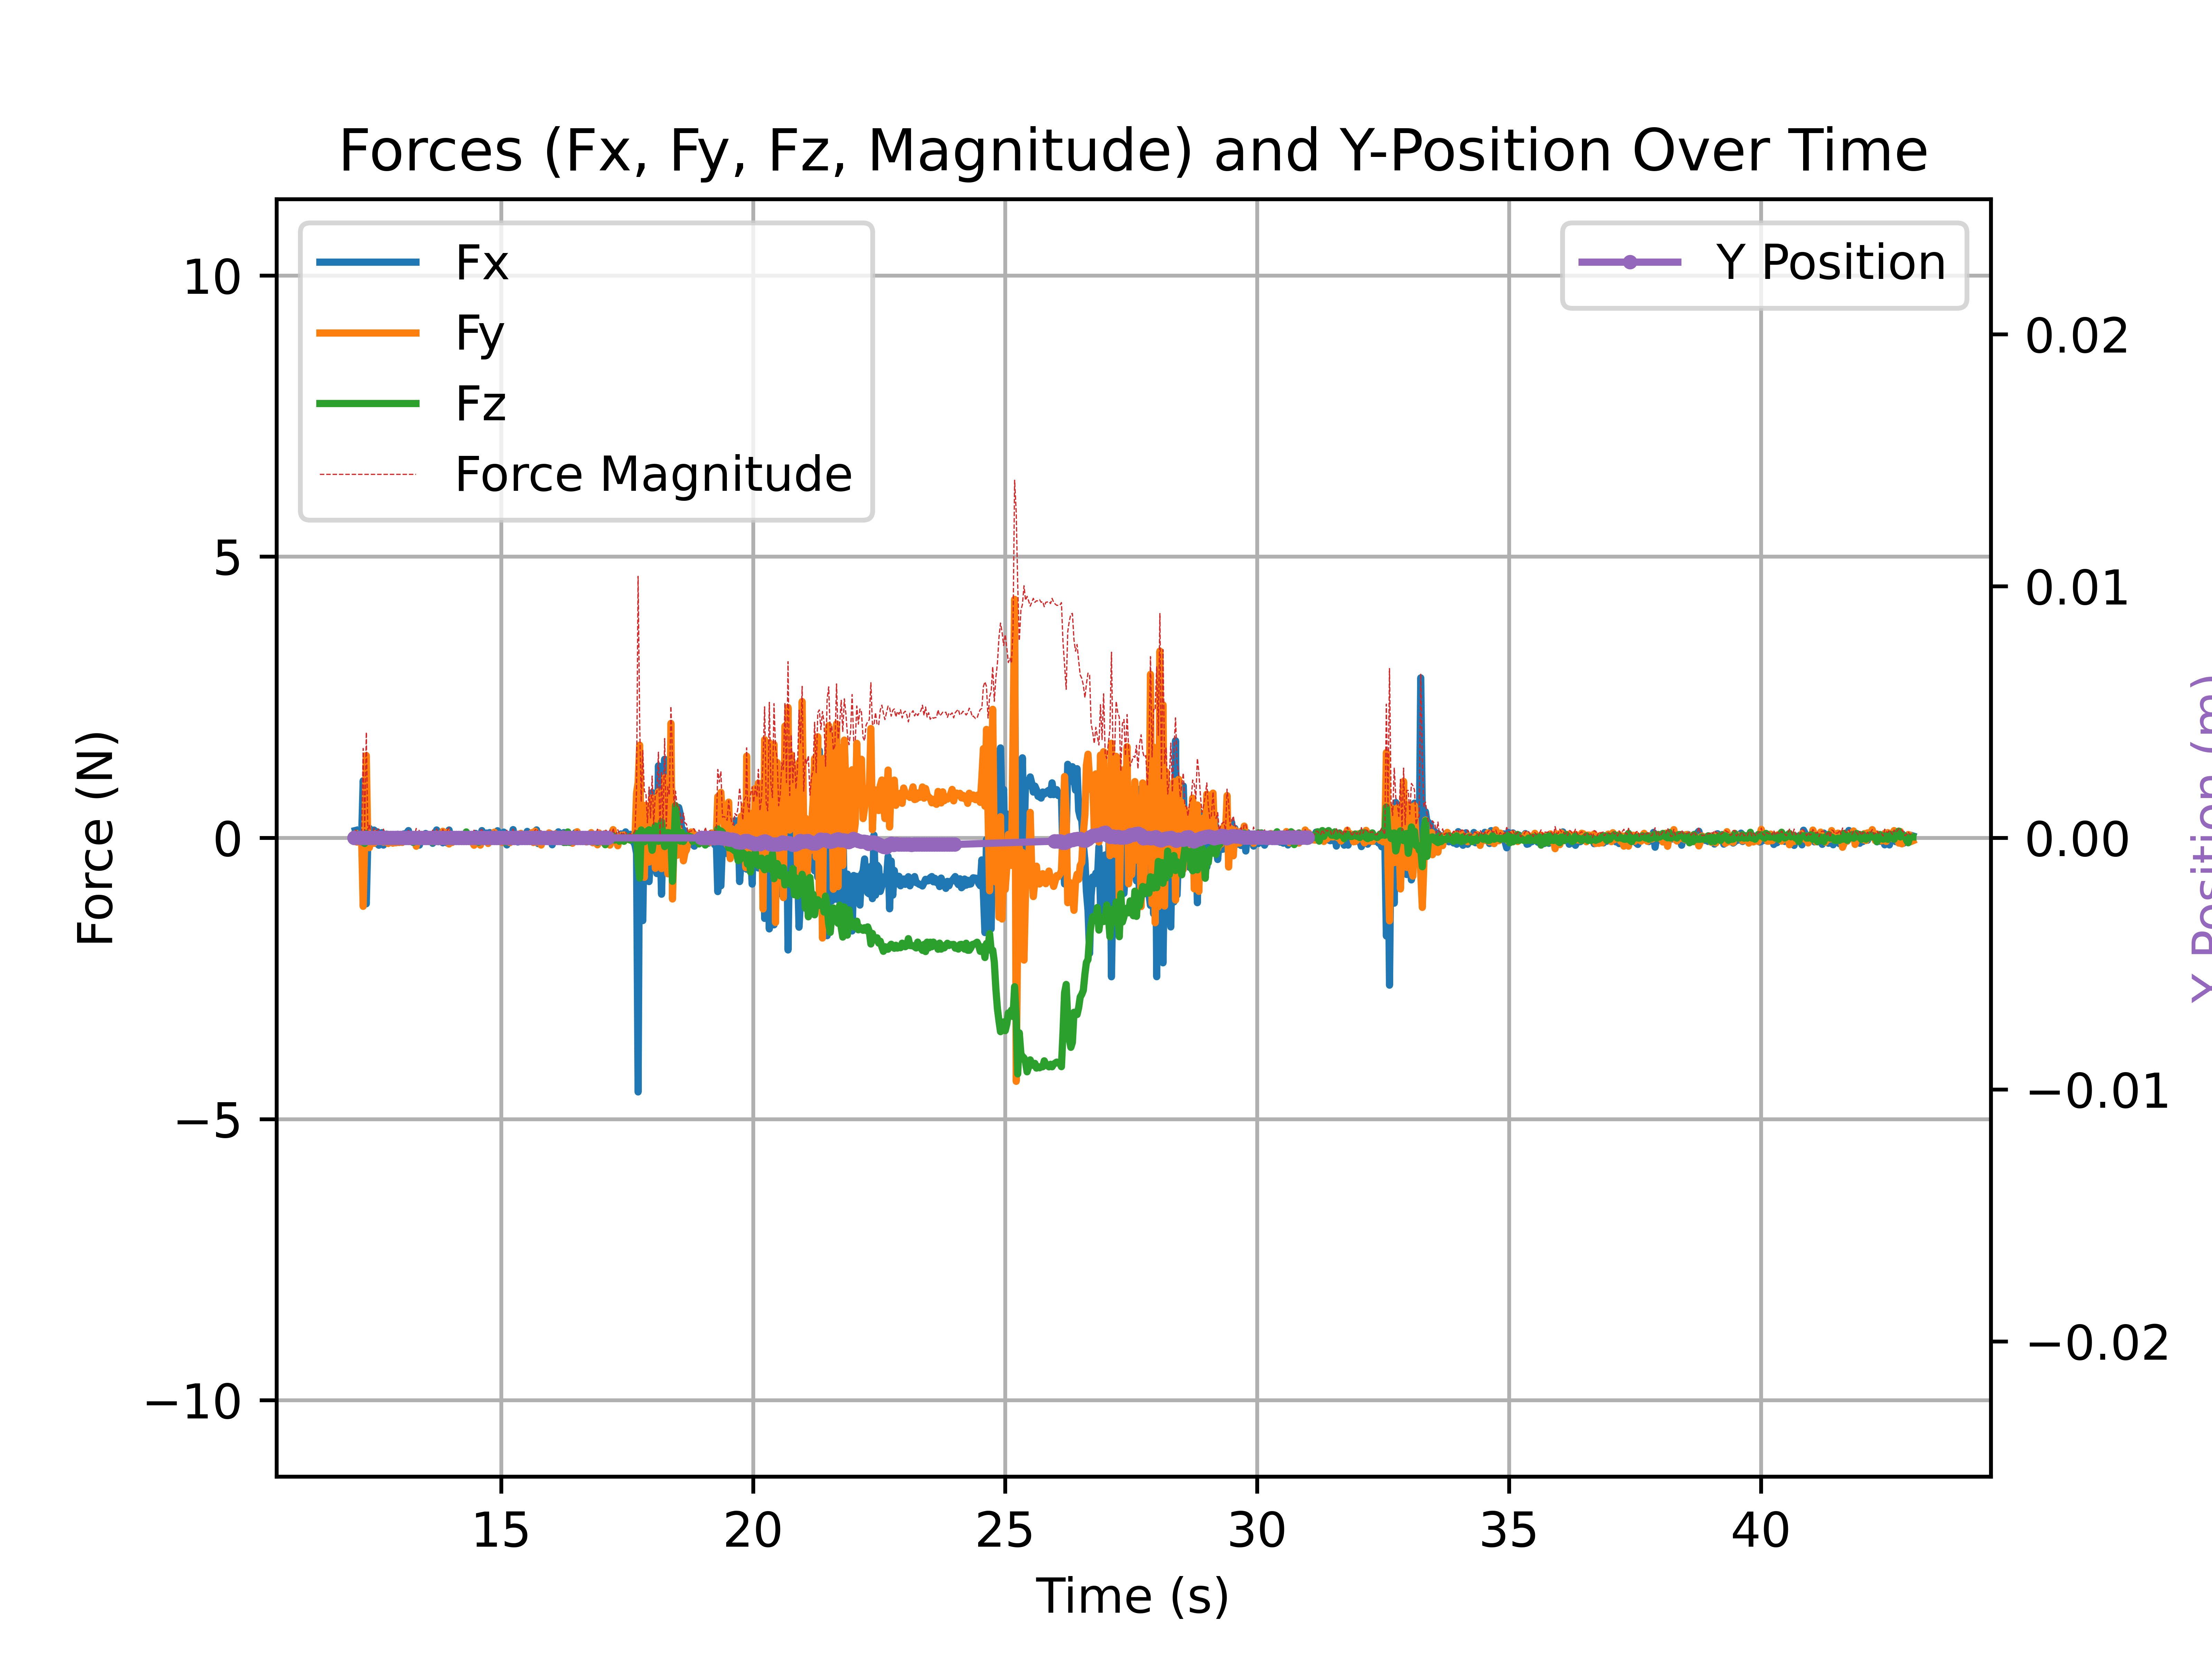 Forces (Fx, Fy, Fz, Magnitude) and Y-Position Over Time
Fx
Fy
Fz
Force Magnitude
Y Position
10
5
0
−5
−10
Force (N)
0.02
0.01
0.00
−0.01
−0.02
Y Position (m)
15
20
25
30
35
40
Time (s)